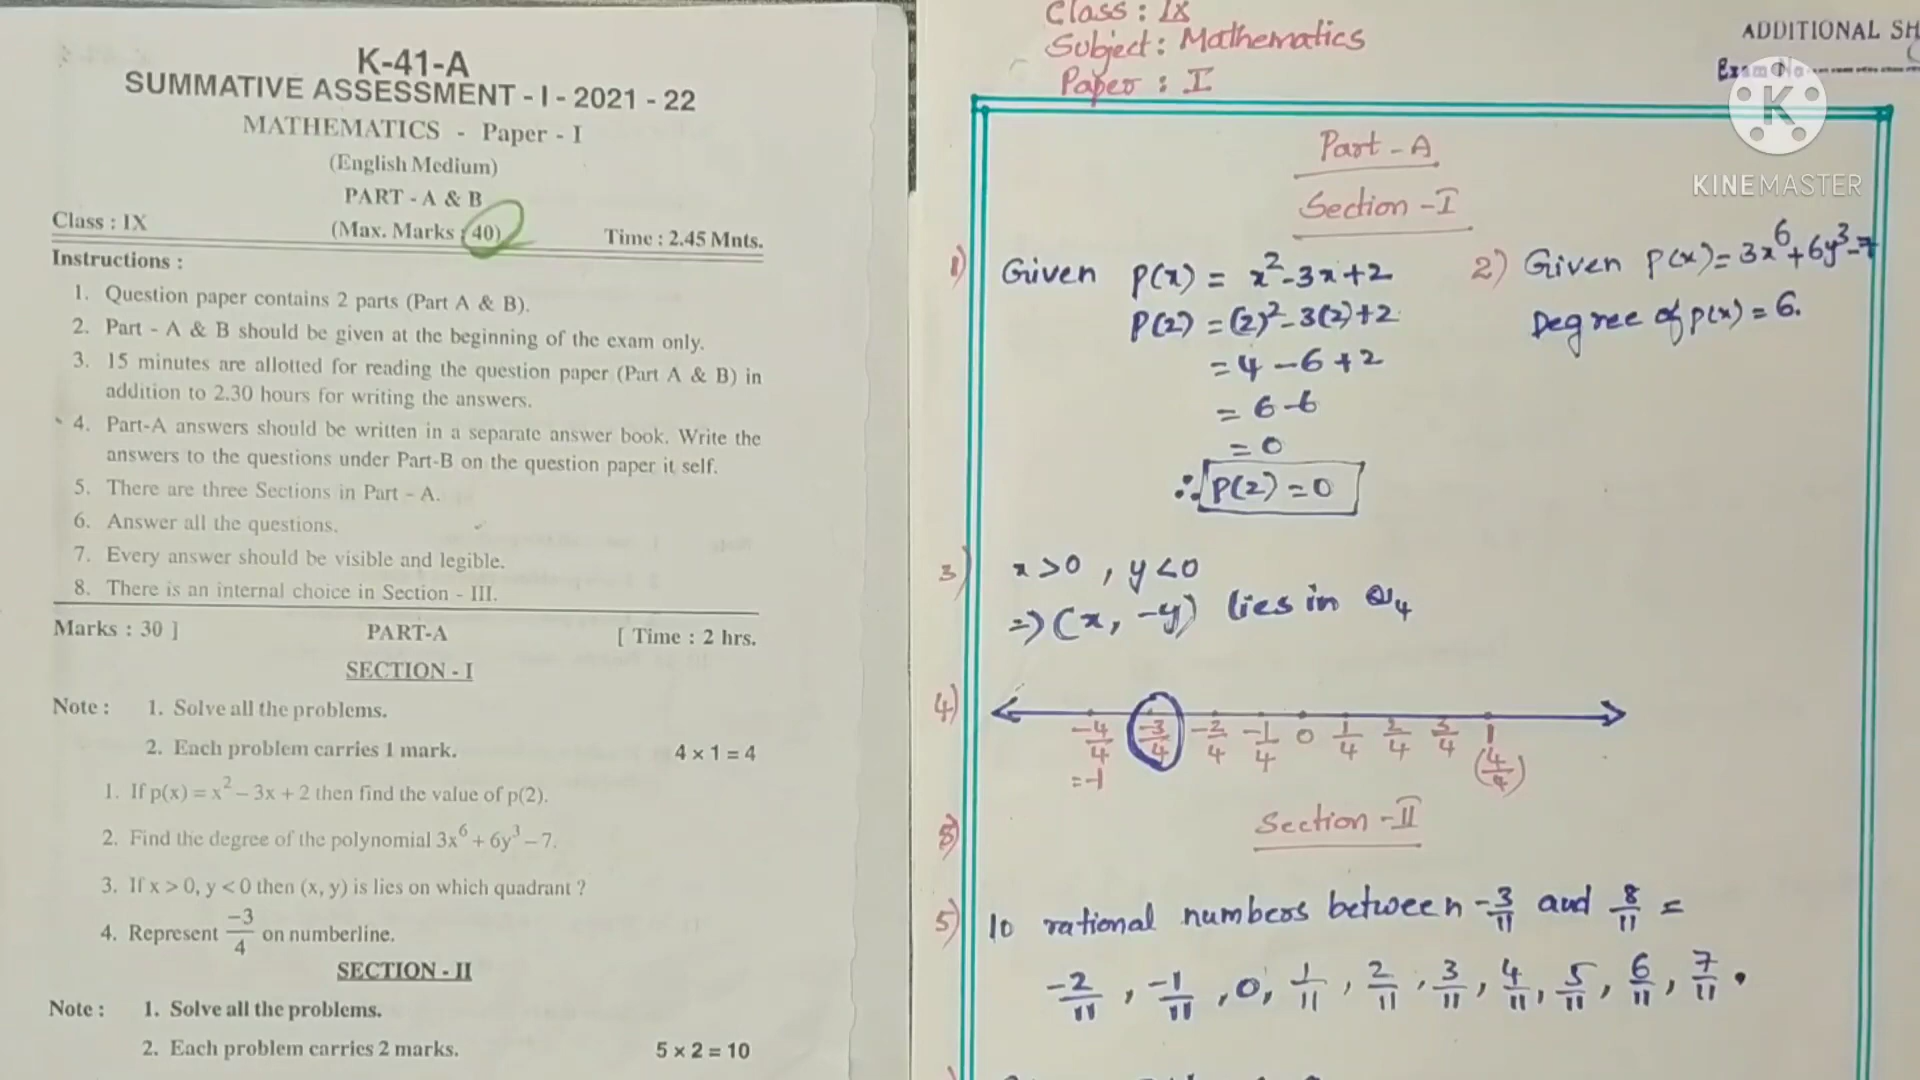 K-41-A
SUMMATIVE ASSESSMENT - I - 2021 - 22
MATHEMATICS - Paper - I
(English Medium)
PART - A & B
Class : IX (Max. Marks : 40) Time : 2.45 Mnts.
Instructions :
1. Question paper contains 2 parts (Part A & B).
2. Part - A & B should be given at the beginning of the exam only.
3. 15 minutes are allotted for reading the question paper (Part A & B) in
addition to 2.30 hours for writing the answers.
4. Part-A answers should be written in a separate answer book. Write the
answers to the questions under Part-B on the question paper it self.
5. There are three Sections in Part - A.
6. Answer all the questions.
7. Every answer should be visible and legible.
8. There is an internal choice in Section - III.
Marks : 30 ] PART-A [ Time : 2 hrs.
SECTION - I
Note : 1. Solve all the problems.
2. Each problem carries 1 mark. 4 × 1 = 4
1. If p(x) = x² – 3x + 2 then find the value of p(2).
2. Find the degree of the polynomial 3x⁶ + 6y³ – 7.
3. If x > 0, y < 0 then (x, y) is lies on which quadrant ?
4. Represent –3/4 on numberline.
SECTION - II
Note : 1. Solve all the problems.
2. Each problem carries 2 marks. 5 × 2 = 10
Class : IX
Subject : Mathematics
Paper : I
ADDITIONAL SH
Exam No
KINEMASTER
Part - A
Section - I
1) Given P(x) = x² - 3x + 2
P(2) = (2)² - 3(2) + 2
= 4 - 6 + 2
= 6 - 6
= 0
∴ P(2) = 0
2) Given P(x) = 3x⁶ + 6y³ - 7
Degree of P(x) = 6.
3) x > 0 , y < 0
⇒ (x, -y) lies in Q₄
4) -4/4 -3/4 -2/4 -1/4 0 1/4 2/4 3/4 1
= -1 (4/4)
Section - II
5) 10 rational numbers between -3/11 and 8/11 =
-2/11 , -1/11 , 0, 1/11 , 2/11 , 3/11 , 4/11 , 5/11 , 6/11 , 7/11 .